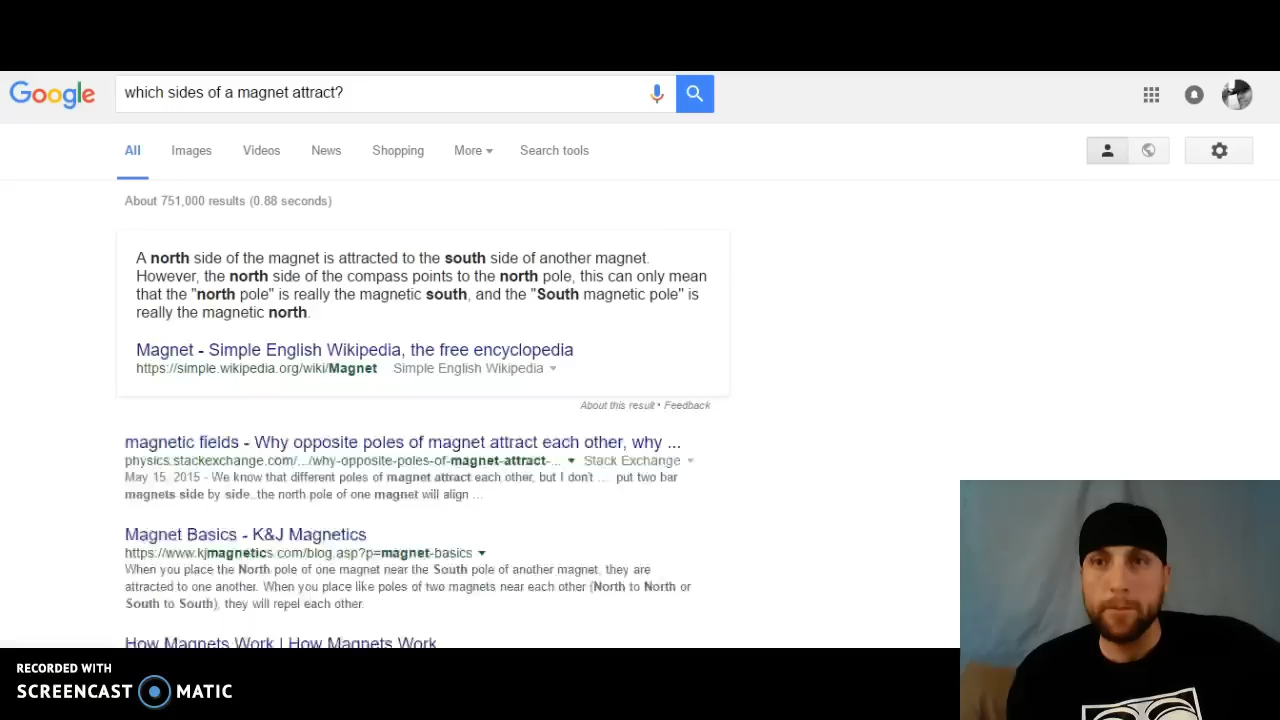 Google
which sides of a magnet attract?
All Images Videos News Shopping More Search tools
About 751,000 results (0.88 seconds)
A north side of the magnet is attracted to the south side of another magnet.
However, the north side of the compass points to the north pole, this can only mean
that the "north pole" is really the magnetic south, and the "South magnetic pole" is
really the magnetic north.
Magnet - Simple English Wikipedia, the free encyclopedia
https://simple.wikipedia.org/wiki/Magnet Simple English Wikipedia
About this result • Feedback
magnetic fields - Why opposite poles of magnet attract each other, why ...
physics.stackexchange.com/.../why-opposite-poles-of-magnet-attract-... Stack Exchange
May 15, 2015 - We know that different poles of magnet attract each other, but I don't ... put two bar
magnets side by side..the north pole of one magnet will align ...
Magnet Basics - K&J Magnetics
https://www.kjmagnetics.com/blog.asp?p=magnet-basics
When you place the North pole of one magnet near the South pole of another magnet, they are
attracted to one another. When you place like poles of two magnets near each other (North to North or
South to South), they will repel each other.
How Magnets Work | How Magnets Work
RECORDED WITH
SCREENCAST MATIC